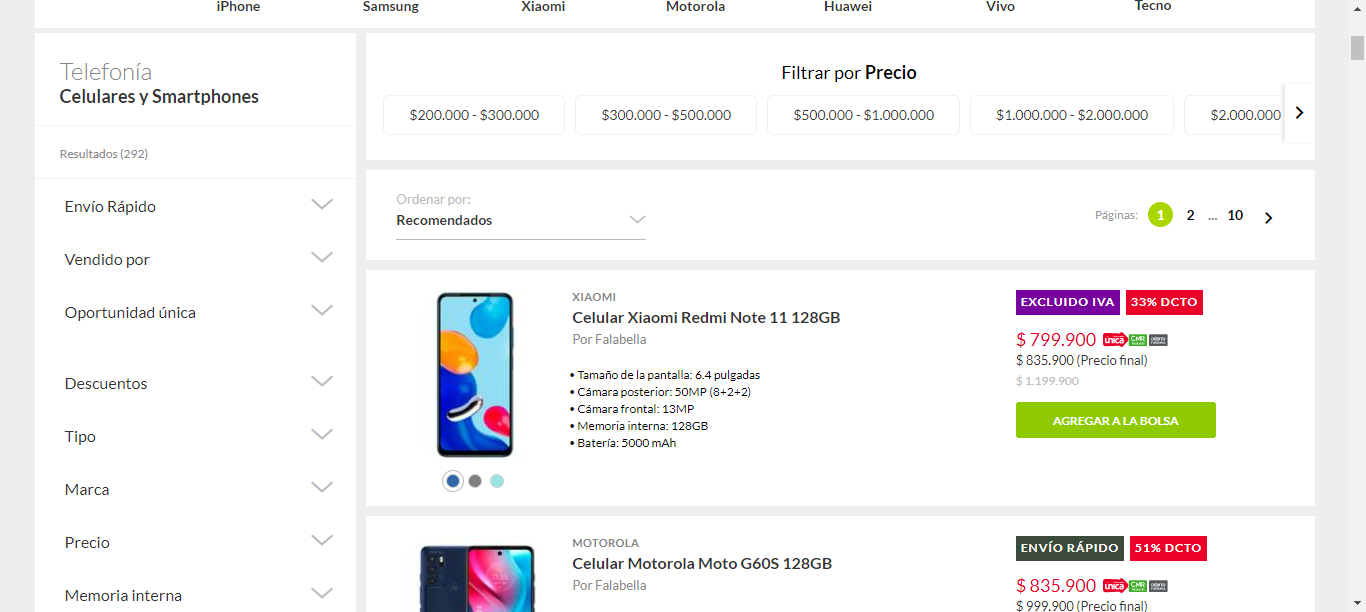 iPhone
Samsung
Xiaomi
Motorola
Huawei
Vivo
Tecno
Telefonía
Celulares y Smartphones
Resultados (292)
Envío Rápido
Vendido por
Oportunidad única
Descuentos
Tipo
Marca
Precio
Memoria interna
Filtrar por Precio
$200.000 - $300.000
$300.000 - $500.000
$500.000 - $1.000.000
$1.000.000 - $2.000.000
$2.000.000
Ordenar por:
Recomendados
Páginas: 1 2 ... 10
XIAOMI
Celular Xiaomi Redmi Note 11 128GB
Por Falabella
• Tamaño de la pantalla: 6.4 pulgadas
• Cámara posterior: 50MP (8+2+2)
• Cámara frontal: 13MP
• Memoria interna: 128GB
• Batería: 5000 mAh
EXCLUIDO IVA 33% DCTO
$ 799.900 única CMR
$ 835.900 (Precio final)
$ 1.199.900
AGREGAR A LA BOLSA
MOTOROLA
Celular Motorola Moto G60S 128GB
Por Falabella
ENVÍO RÁPIDO 51% DCTO
$ 835.900 única CMR
$ 999.900 (Precio final)